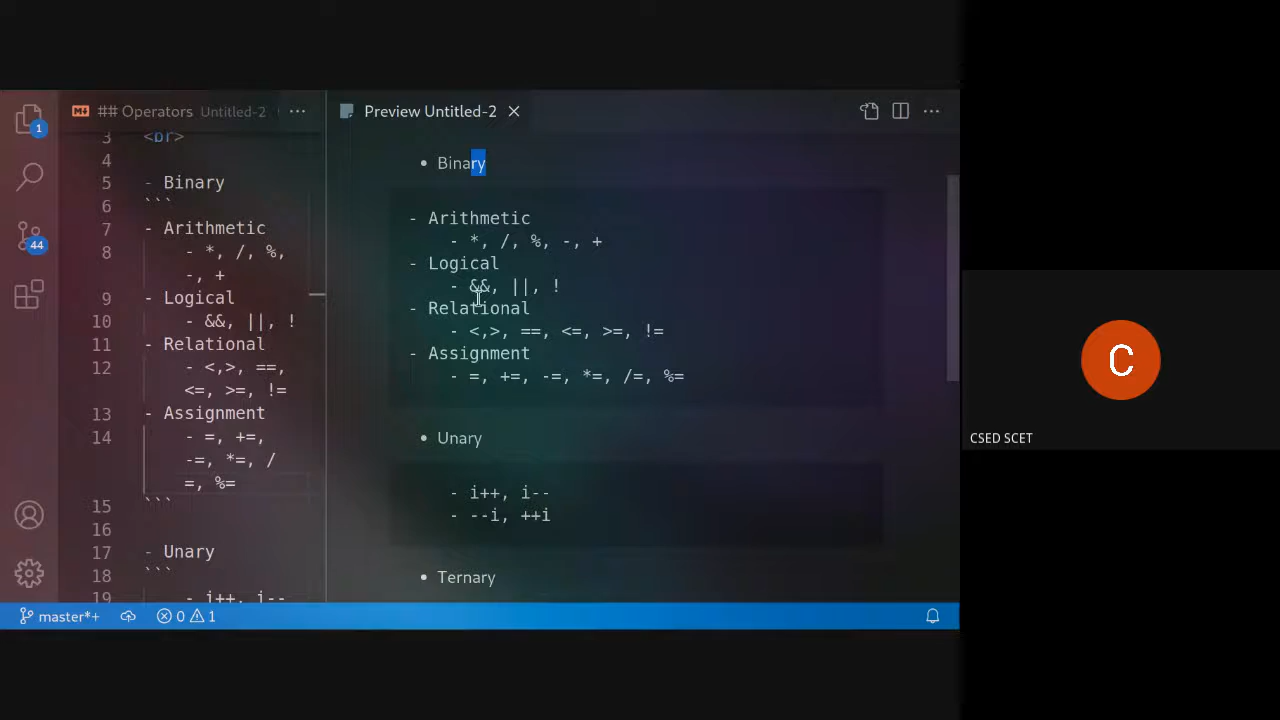 ## Operators Untitled-2 ...
Preview Untitled-2
1
44
3 <br>
4
5 - Binary
6 ```
7 - Arithmetic
8 - *, /, %,
-, +
9 - Logical
10 - &&, ||, !
11 - Relational
12 - <,>, ==,
<=, >=, !=
13 - Assignment
14 - =, +=,
-=, *=, /
=, %=
15 ```
16
17 - Unary
18 ```
19 - i++, i--
• Binary
- Arithmetic
- *, /, %, -, +
- Logical
- &&, ||, !
- Relational
- <,>, ==, <=, >=, !=
- Assignment
- =, +=, -=, *=, /=, %=
• Unary
- i++, i--
- --i, ++i
• Ternary
master*+
0
1
C
CSED SCET